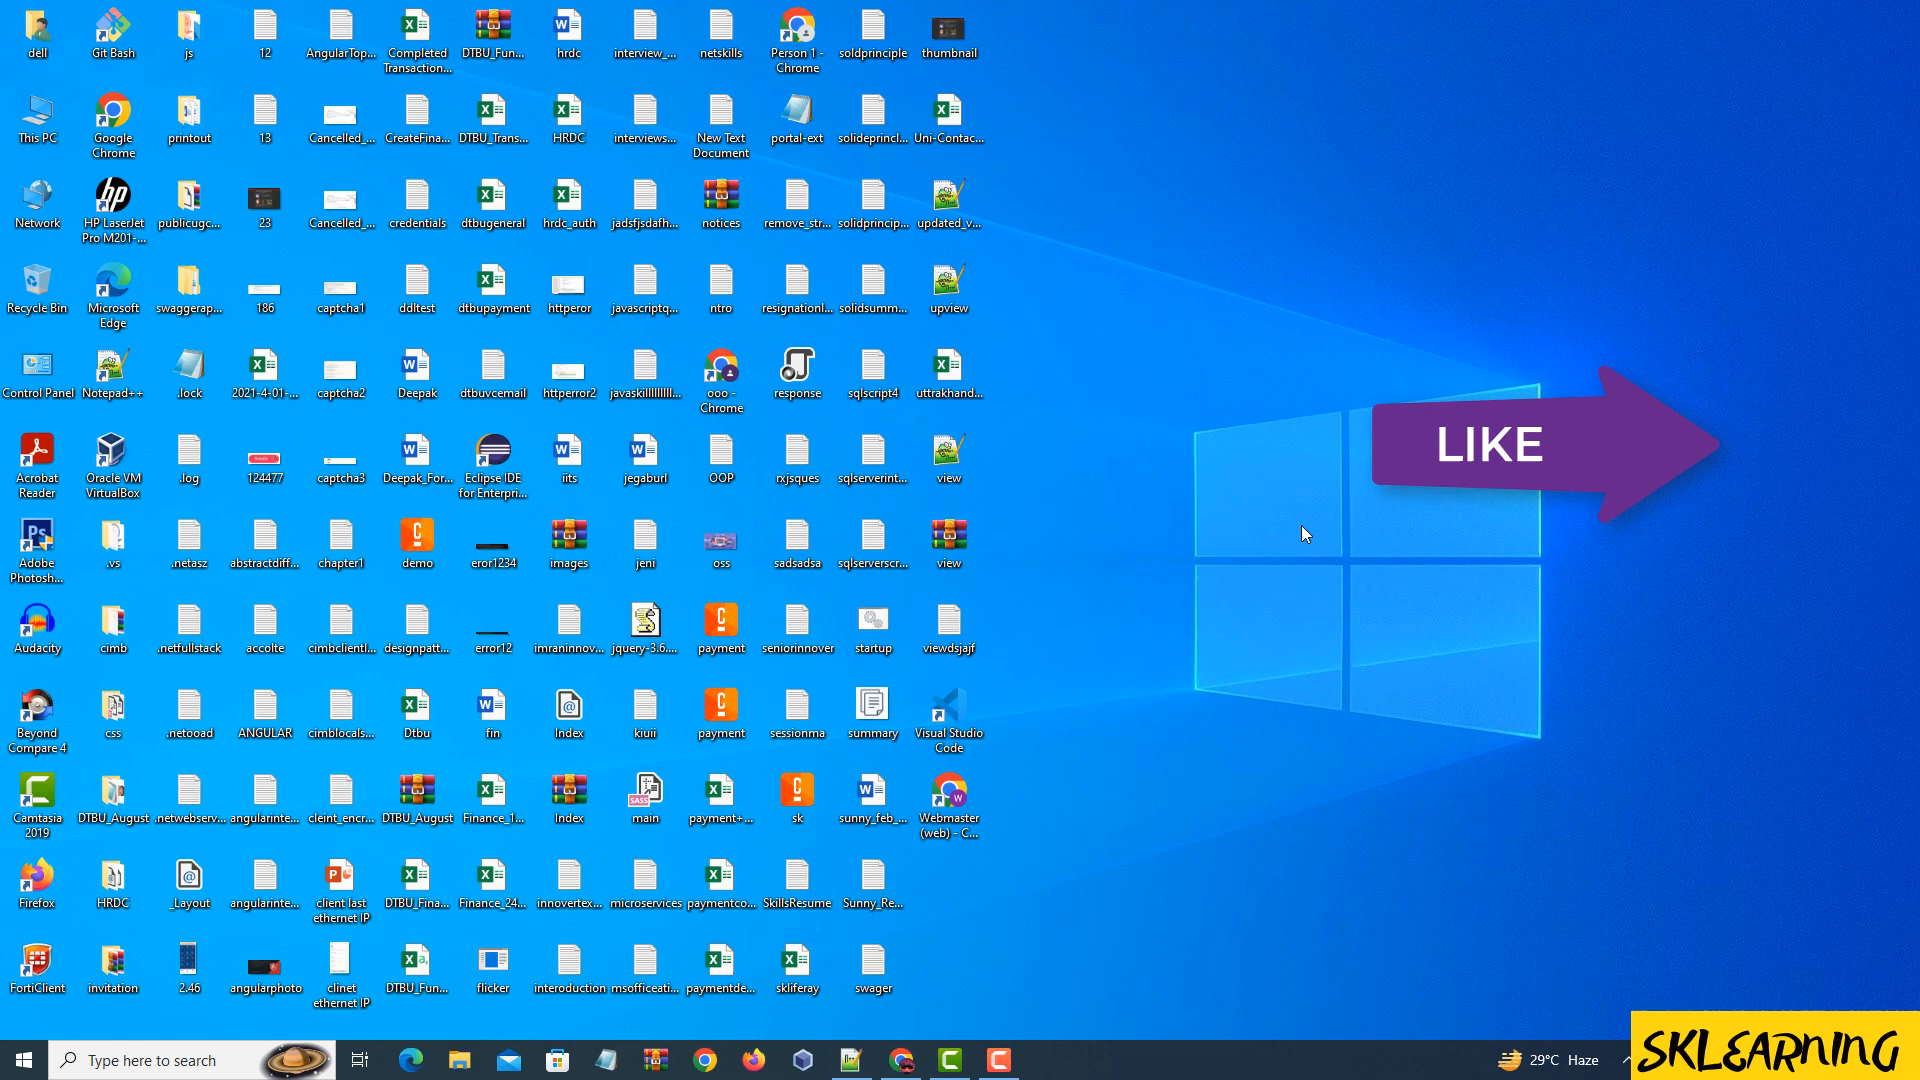 dell
Git Bash
js
12
AngularTop...
Completed
Transaction...
DTBU_Fun...
hrdc
interview_...
netskills
Person 1 -
Chrome
soldprinciple
thumbnail
This PC
Google
Chrome
printout
13
Cancelled_...
CreateFina...
DTBU_Trans...
HRDC
interviews...
New Text
Document
portal-ext
solideprincl...
Uni-Contac...
Network
HP LaserJet
Pro M201-...
publicugc...
23
Cancelled_...
credentials
dtbugeneral
hrdc_auth
jadsfjsdafh...
notices
remove_str...
solidprincip...
updated_v...
Recycle Bin
Microsoft
Edge
swaggerap...
186
captcha1
ddltest
dtbupayment
httperor
javascriptq...
ntro
resignationl...
solidsumm...
upview
Control Panel
Notepad++
.lock
2021-4-01-...
captcha2
Deepak
dtbuvcemail
httperror2
javaskillllllllll...
ooo -
Chrome
response
sqlscript4
uttrakhand...
LIKE
Acrobat
Reader
Oracle VM
VirtualBox
.log
124477
captcha3
Deepak_For...
Eclipse IDE
for Enterpri...
iits
jegaburl
OOP
rxjsques
sqlserverint...
view
Adobe
Photosh...
.vs
.netasz
abstractdiff...
chapter1
demo
eror1234
images
jeni
oss
sadsadsa
sqlserverscr...
view
Audacity
cimb
.netfullstack
accolte
cimbclientl...
designpatt...
error12
imraninnov...
jquery-3.6....
payment
seniorinnover
startup
viewdsjajf
Beyond
Compare 4
css
.netooad
ANGULAR
cimblocals...
Dtbu
fin
Index
kiuii
payment
sessionma
summary
Visual Studio
Code
Camtasia
2019
DTBU_August
.netwebserv...
angularinte...
cleint_encr...
DTBU_August
Finance_1...
Index
main
payment+...
sk
sunny_feb_...
Webmaster
(web) - C...
Firefox
HRDC
_Layout
angularinte...
client last
ethernet IP
DTBU_Fina...
Finance_24...
innovertex...
microservices
paymentco...
SkillsResume
Sunny_Re...
FortiClient
invitation
2.46
angularphoto
clinet
ethernet IP
DTBU_Fun...
flicker
interoduction
msofficeati...
paymentde...
skliferay
swager
Type here to search
29°C Haze
SKLEARNING